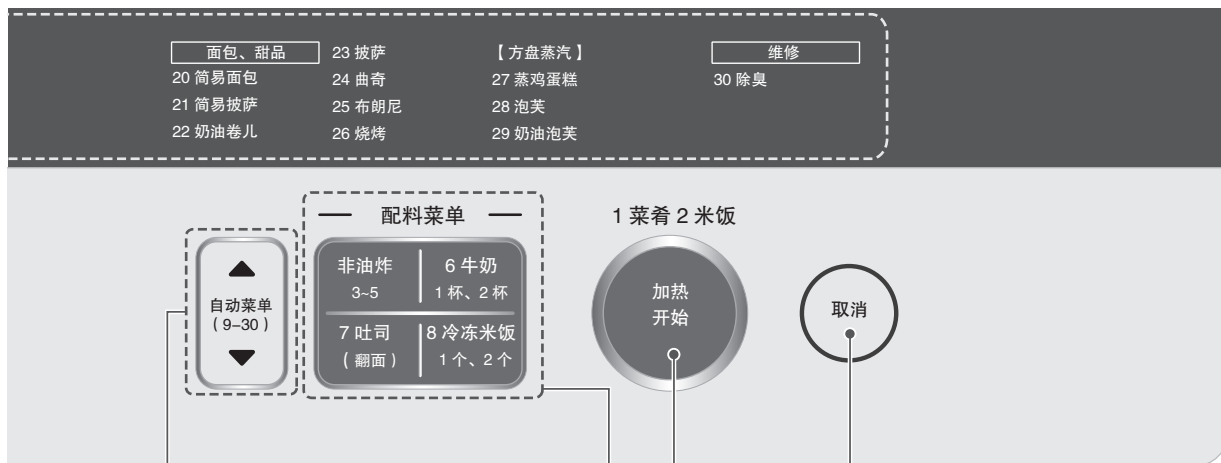 面包、甜品
20 简易面包
21 简易披萨
22 奶油卷儿
23 披萨
24 曲奇
25 布朗尼
26 烧烤
【方盘蒸汽】
27 蒸鸡蛋糕
28 泡芙
29 奶油泡芙
维修
30 除臭
自动菜单
（9–30）
配料菜单
非油炸
3~5
6 牛奶
1 杯、2 杯
7 吐司
（翻面）
8 冷冻米饭
1 个、2 个
1 菜肴 2 米饭
加热
开始
取消